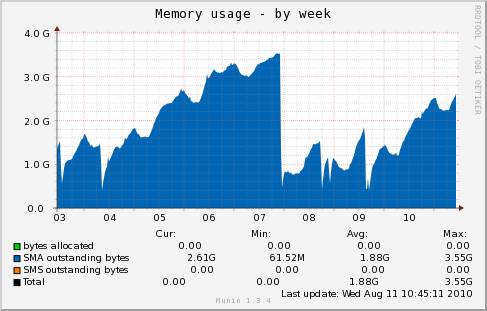 Memory usage - by week
RRDTOOL / TOBI OETIKER
4.0 G
3.0 G
2.0 G
1.0 G
0.0
03 04 05 06 07 08 09 10
Cur: Min: Avg: Max:
bytes allocated 0.00 0.00 0.00 0.00
SMA outstanding bytes 2.61G 61.52M 1.88G 3.55G
SMS outstanding bytes 0.00 0.00 0.00 0.00
Total 0.00 0.00 1.88G 3.55G
Last update: Wed Aug 11 10:45:11 2010
Munin 1.3.4